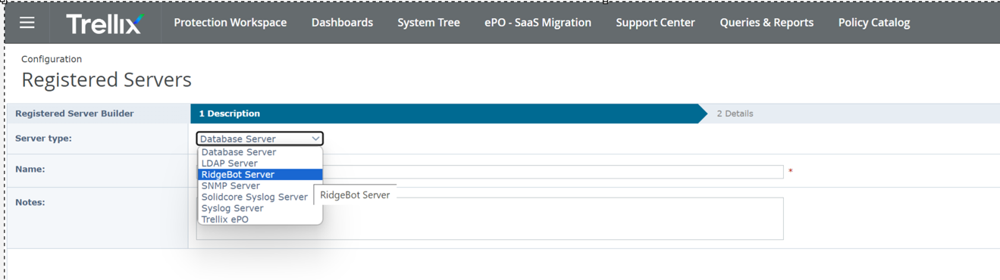 Trellix Protection Workspace Dashboards System Tree ePO - SaaS Migration Support Center Queries & Reports Policy Catalog
Configuration
Registered Servers
Registered Server Builder 1 Description 2 Details
Server type: Database Server
Database Server
LDAP Server
Name: *
RidgeBot Server
SNMP Server
RidgeBot Server
Notes:
Solidcore Syslog Server
Syslog Server
Trellix ePO